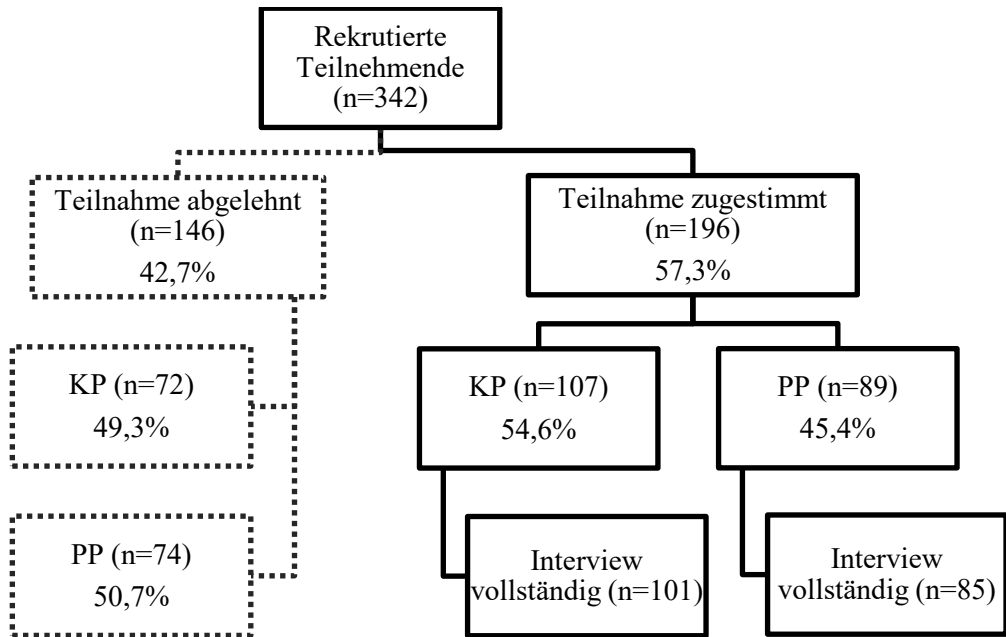 Rekrutierte
Teilnehmende
(n=342)
Teilnahme abgelehnt
(n=146)
42,7%
Teilnahme zugestimmt
(n=196)
57,3%
KP (n=72)
49,3%
KP (n=107)
54,6%
PP (n=89)
45,4%
PP (n=74)
50,7%
Interview
vollständig (n=101)
Interview
vollständig (n=85)